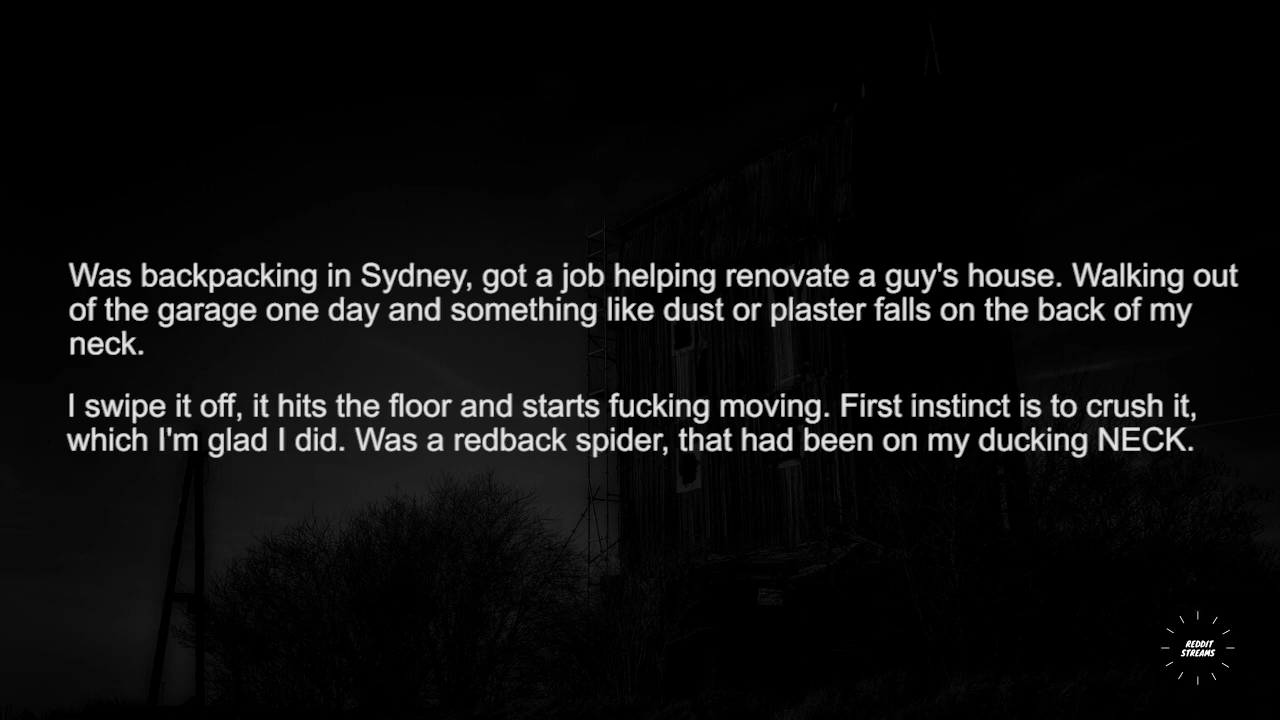 Was backpacking in Sydney, got a job helping renovate a guy's house. Walking out
of the garage one day and something like dust or plaster falls on the back of my
neck.
I swipe it off, it hits the floor and starts fucking moving. First instinct is to crush it,
which I'm glad I did. Was a redback spider, that had been on my ducking NECK.
REDDIT
STREAMS